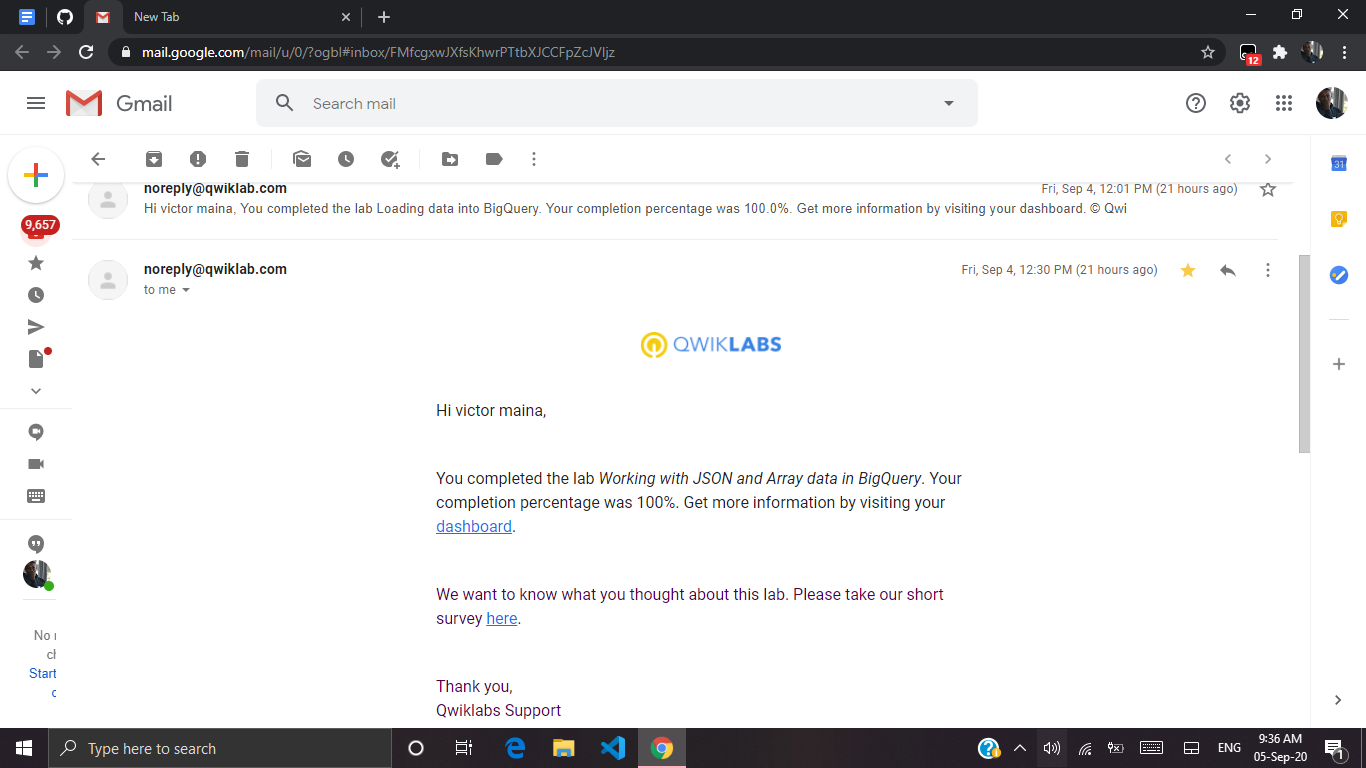 New Tab
mail.google.com/mail/u/0/?ogbl#inbox/FMfcgxwJXfsKhwrPTtbXJCCFpZcJVljz
12
Gmail
Search mail
31
9,657
noreply@qwiklab.com
Fri, Sep 4, 12:01 PM (21 hours ago)
Hi victor maina, You completed the lab Loading data into BigQuery. Your completion percentage was 100.0%. Get more information by visiting your dashboard. © Qwi
noreply@qwiklab.com
Fri, Sep 4, 12:30 PM (21 hours ago)
to me
QWIKLABS
Hi victor maina,
You completed the lab Working with JSON and Array data in BigQuery. Your
completion percentage was 100%. Get more information by visiting your
dashboard.
We want to know what you thought about this lab. Please take our short
survey here.
Thank you,
Qwiklabs Support
No
Start
Type here to search
ENG
9:36 AM
05-Sep-20
1